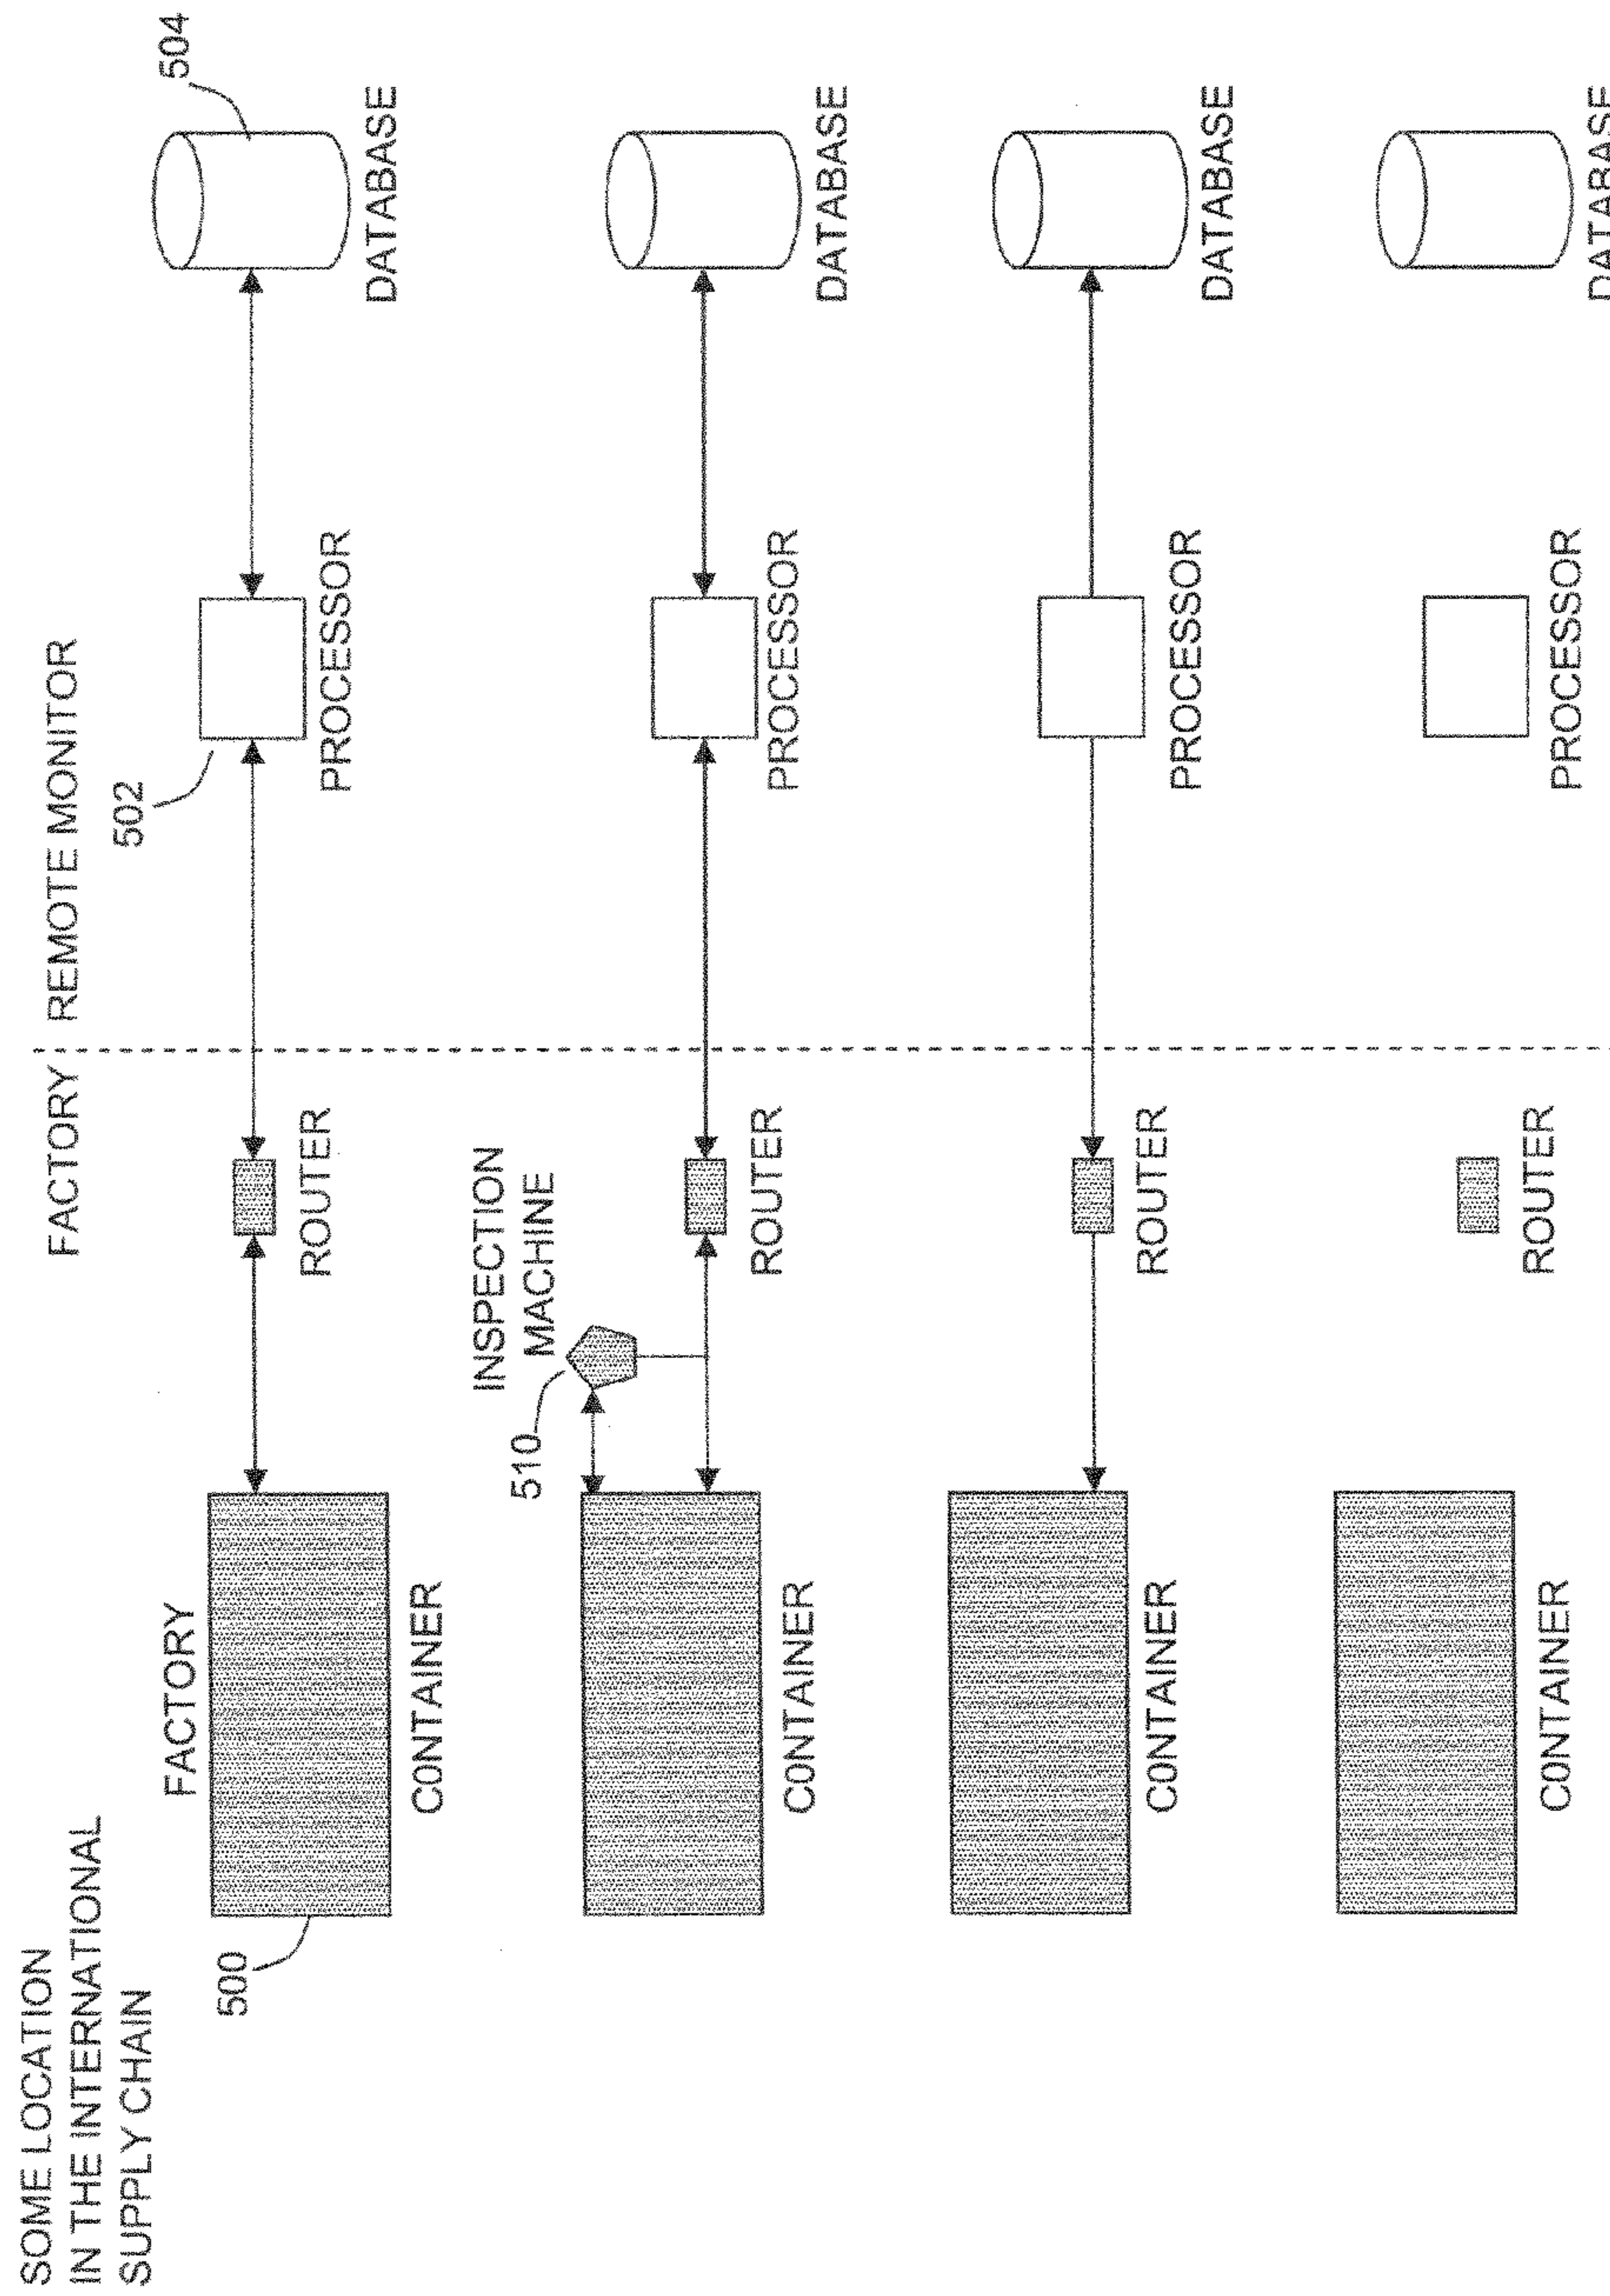 SOME LOCATION
IN THE INTERNATIONAL
SUPPLY CHAIN
FACTORY
REMOTE MONITOR
FACTORY
500
502
504
CONTAINER
ROUTER
PROCESSOR
DATABASE
INSPECTION
MACHINE
510
CONTAINER
ROUTER
PROCESSOR
DATABASE
CONTAINER
ROUTER
PROCESSOR
DATABASE
CONTAINER
ROUTER
PROCESSOR
DATABASE